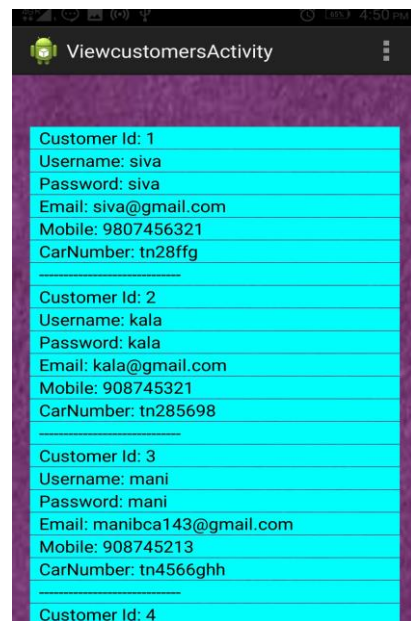 65% 4:50 PM
ViewcustomersActivity
Customer Id: 1
Username: siva
Password: siva
Email: siva@gmail.com
Mobile: 9807456321
CarNumber: tn28ffg
------------------------------
Customer Id: 2
Username: kala
Password: kala
Email: kala@gmail.com
Mobile: 908745321
CarNumber: tn285698
------------------------------
Customer Id: 3
Username: mani
Password: mani
Email: manibca143@gmail.com
Mobile: 908745213
CarNumber: tn4566ghh
------------------------------
Customer Id: 4